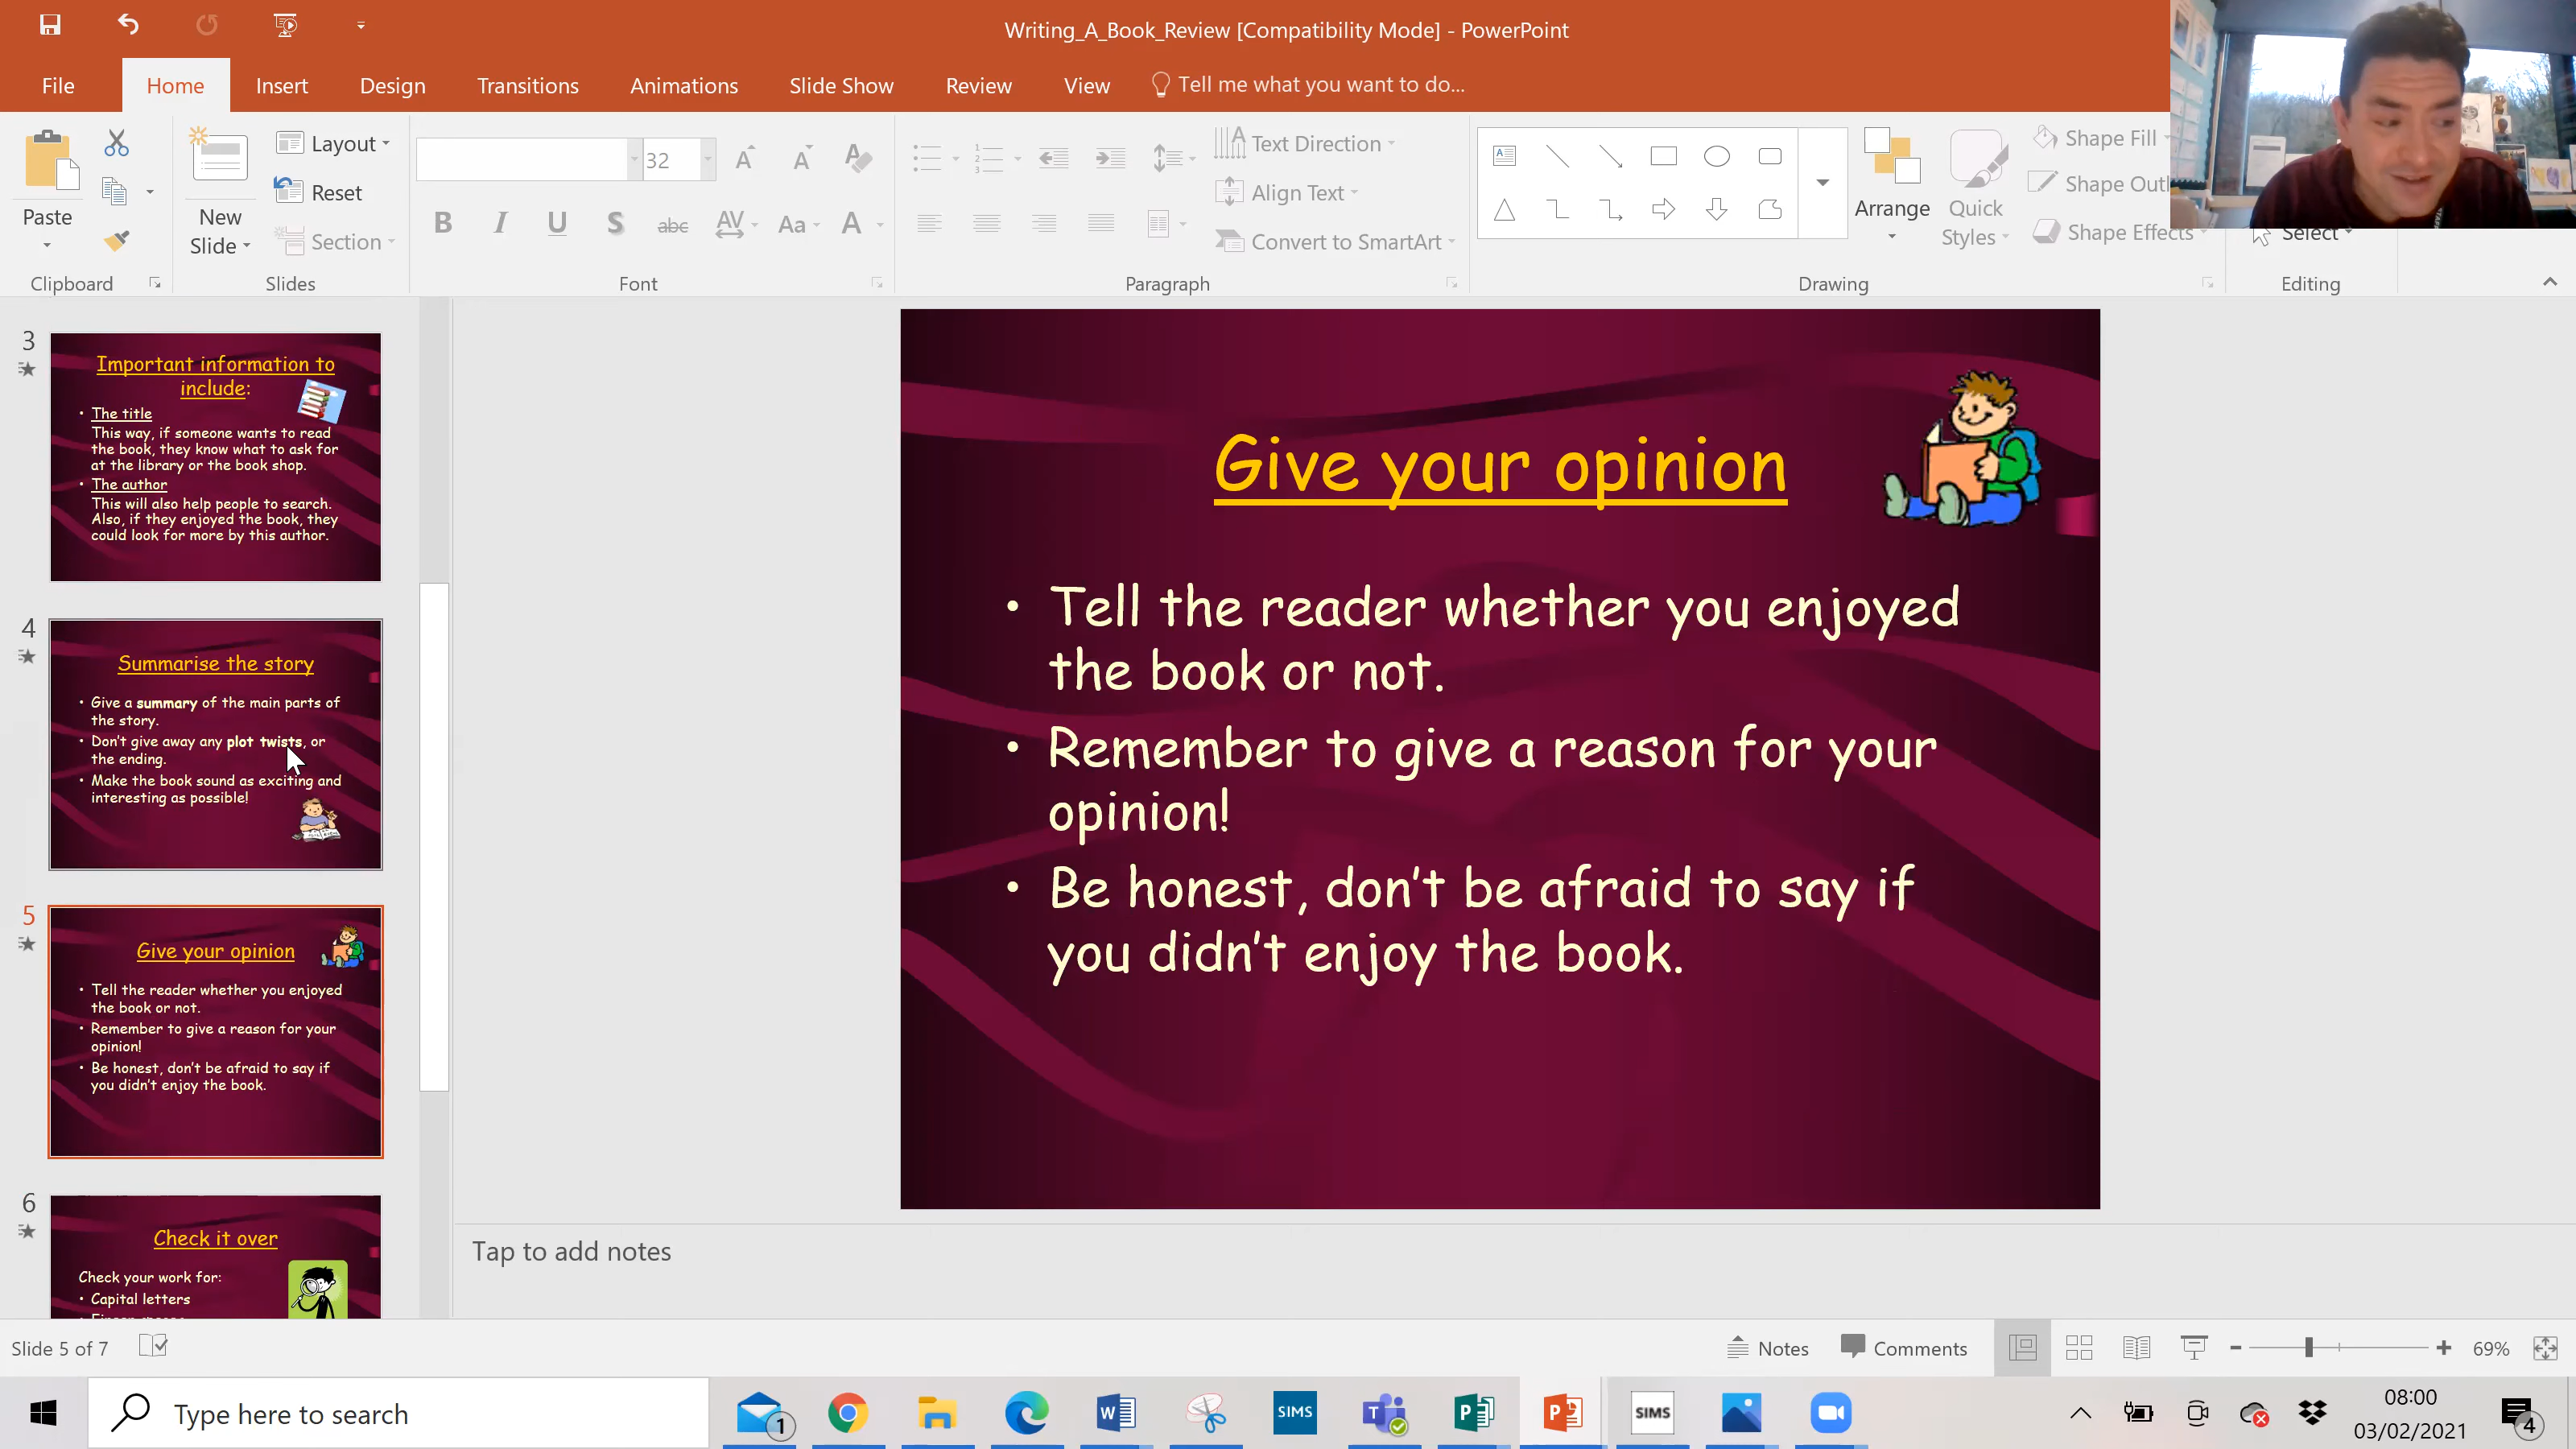 Writing_A_Book_Review [Compatibility Mode] - PowerPoint
File
Home
Insert
Design
Transitions
Animations
Slide Show
Review
View
Tell me what you want to do...
Paste
New
Slide
Layout
Reset
Section
32
B
I
U
S
abc
AV
Aa
A
Text Direction
Align Text
Convert to SmartArt
Arrange
Quick
Styles
Shape Fill
Shape Outl
Shape Effects
Select
Clipboard
Slides
Font
Paragraph
Drawing
Editing
3
Important information to
include:
• The title
This way, if someone wants to read
the book, they know what to ask for
at the library or the book shop.
• The author
This will also help people to search.
Also, if they enjoyed the book, they
could look for more by this author.
4
Summarise the story
• Give a summary of the main parts of
the story.
• Don't give away any plot twists, or
the ending.
• Make the book sound as exciting and
interesting as possible!
5
Give your opinion
• Tell the reader whether you enjoyed
the book or not.
• Remember to give a reason for your
opinion!
• Be honest, don't be afraid to say if
you didn't enjoy the book.
6
Check it over
Check your work for:
• Capital letters
Give your opinion
• Tell the reader whether you enjoyed
the book or not.
• Remember to give a reason for your
opinion!
• Be honest, don't be afraid to say if
you didn't enjoy the book.
Tap to add notes
Slide 5 of 7
Notes
Comments
69%
Type here to search
1
SIMS
SIMS
08:00
03/02/2021
4